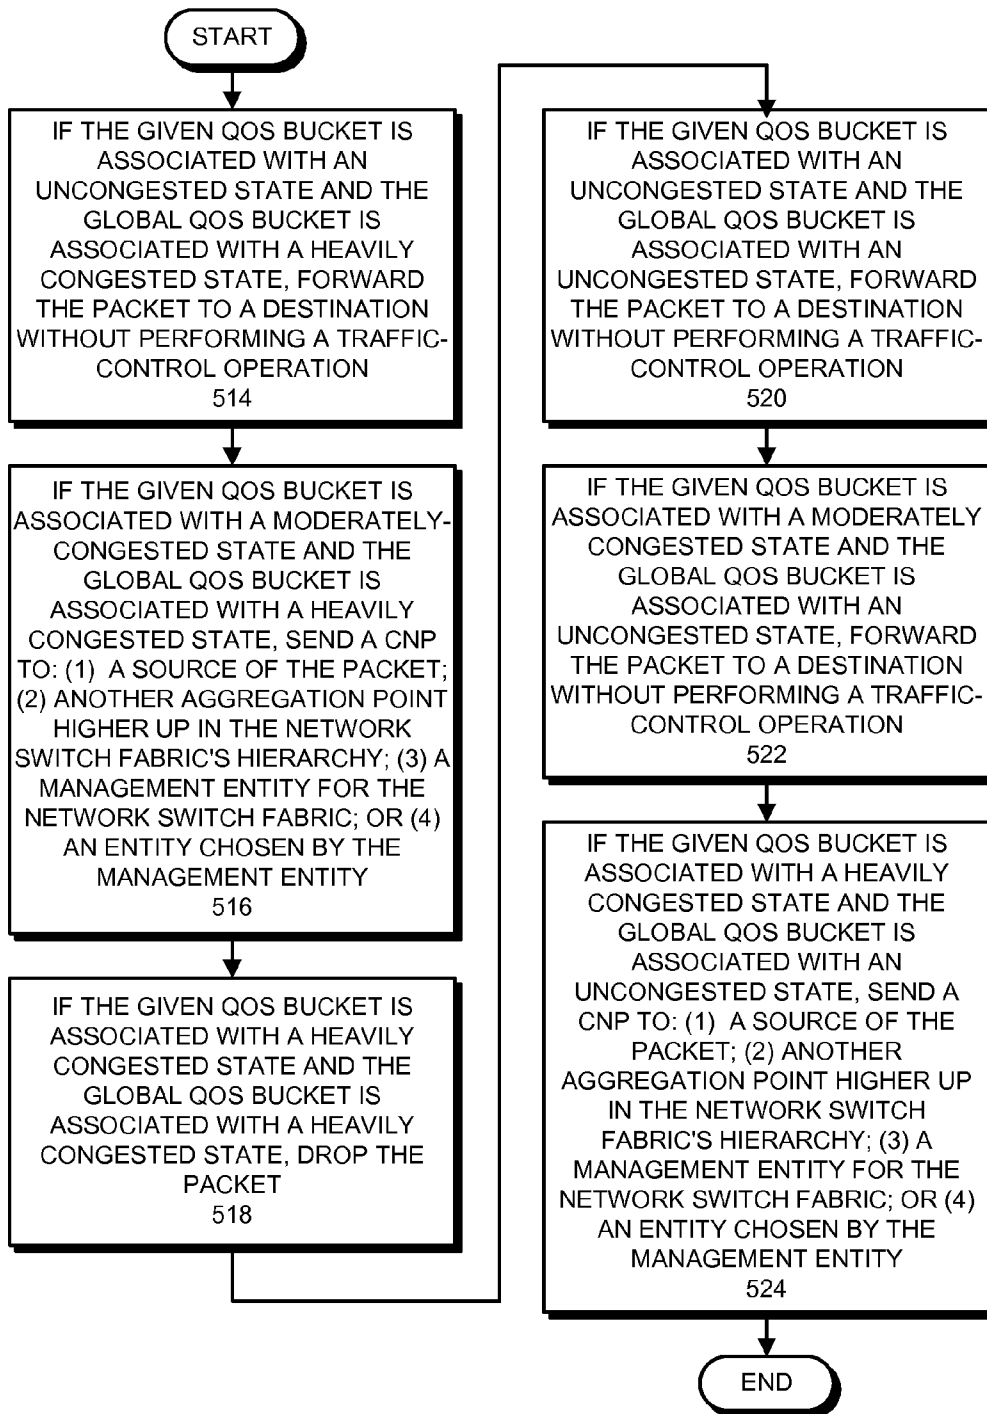 START
IF THE GIVEN QOS BUCKET IS
ASSOCIATED WITH AN
UNCONGESTED STATE AND THE
GLOBAL QOS BUCKET IS
ASSOCIATED WITH A HEAVILY
CONGESTED STATE, FORWARD
THE PACKET TO A DESTINATION
WITHOUT PERFORMING A TRAFFIC-
CONTROL OPERATION
514
IF THE GIVEN QOS BUCKET IS
ASSOCIATED WITH A MODERATELY-
CONGESTED STATE AND THE
GLOBAL QOS BUCKET IS
ASSOCIATED WITH A HEAVILY
CONGESTED STATE, SEND A CNP
TO: (1) A SOURCE OF THE PACKET;
(2) ANOTHER AGGREGATION POINT
HIGHER UP IN THE NETWORK
SWITCH FABRIC'S HIERARCHY; (3) A
MANAGEMENT ENTITY FOR THE
NETWORK SWITCH FABRIC; OR (4)
AN ENTITY CHOSEN BY THE
MANAGEMENT ENTITY
516
IF THE GIVEN QOS BUCKET IS
ASSOCIATED WITH A HEAVILY
CONGESTED STATE AND THE
GLOBAL QOS BUCKET IS
ASSOCIATED WITH A HEAVILY
CONGESTED STATE, DROP THE
PACKET
518
IF THE GIVEN QOS BUCKET IS
ASSOCIATED WITH AN
UNCONGESTED STATE AND THE
GLOBAL QOS BUCKET IS
ASSOCIATED WITH AN
UNCONGESTED STATE, FORWARD
THE PACKET TO A DESTINATION
WITHOUT PERFORMING A TRAFFIC-
CONTROL OPERATION
520
IF THE GIVEN QOS BUCKET IS
ASSOCIATED WITH A MODERATELY
CONGESTED STATE AND THE
GLOBAL QOS BUCKET IS
ASSOCIATED WITH AN
UNCONGESTED STATE, FORWARD
THE PACKET TO A DESTINATION
WITHOUT PERFORMING A TRAFFIC-
CONTROL OPERATION
522
IF THE GIVEN QOS BUCKET IS
ASSOCIATED WITH A HEAVILY
CONGESTED STATE AND THE
GLOBAL QOS BUCKET IS
ASSOCIATED WITH AN
UNCONGESTED STATE, SEND A
CNP TO: (1) A SOURCE OF THE
PACKET; (2) ANOTHER
AGGREGATION POINT HIGHER UP
IN THE NETWORK SWITCH
FABRIC'S HIERARCHY; (3) A
MANAGEMENT ENTITY FOR THE
NETWORK SWITCH FABRIC; OR (4)
AN ENTITY CHOSEN BY THE
MANAGEMENT ENTITY
524
END